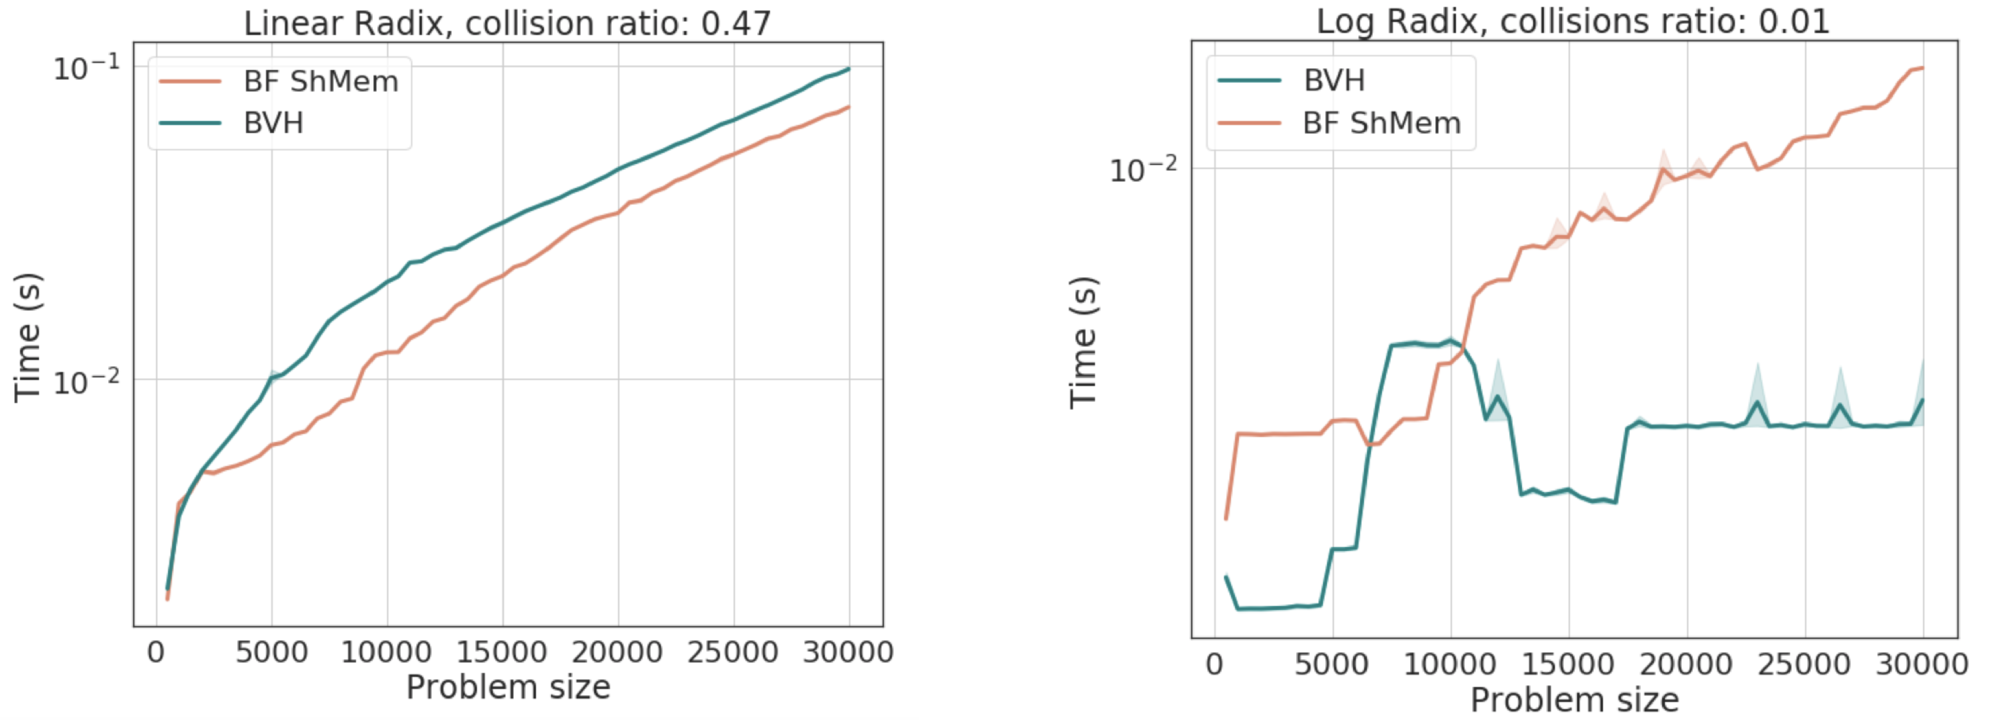 Linear Radix, collision ratio: 0.47
10⁻¹
BF ShMem
BVH
10⁻²
Time (s)
0 5000 10000 15000 20000 25000 30000
Problem size
Log Radix, collisions ratio: 0.01
BVH
BF ShMem
10⁻²
Time (s)
0 5000 10000 15000 20000 25000 30000
Problem size